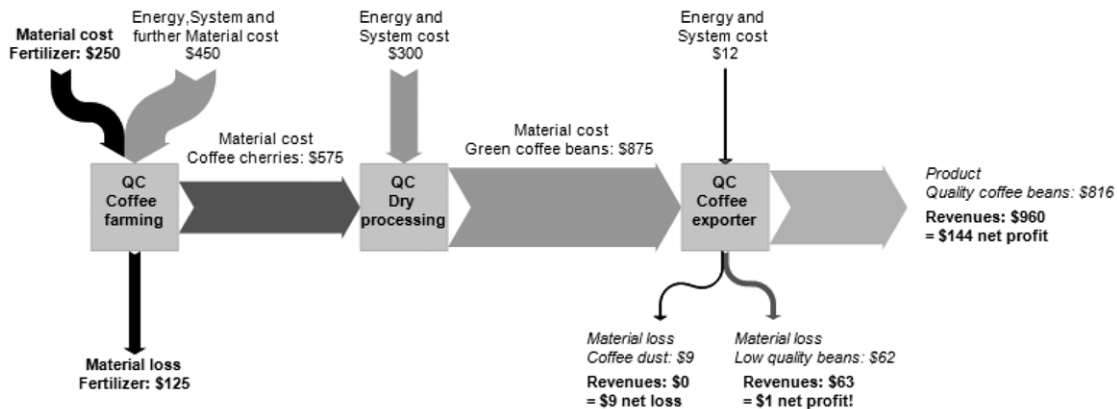 Material cost
Fertilizer: $250
Energy,System and
further Material cost
$450
Energy and
System cost
$300
Energy and
System cost
$12
Material cost
Coffee cherries: $575
Material cost
Green coffee beans: $875
QC
Coffee
farming
QC
Dry
processing
QC
Coffee
exporter
Product
Quality coffee beans: $816
Revenues: $960
= $144 net profit
Material loss
Fertilizer: $125
Material loss
Coffee dust: $9
Revenues: $0
= $9 net loss
Material loss
Low quality beans: $62
Revenues: $63
= $1 net profit!